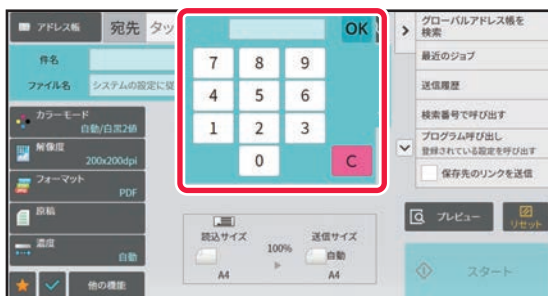 アドレス帳
宛先
タッ
件名
ファイル名
システムの設定に従
カラーモード
自動/白黒2値
解像度
200x200dpi
フォーマット
PDF
原稿
濃度
自動
他の機能
OK
7 8 9
4 5 6
1 2 3
0 C
読込サイズ
100%
送信サイズ
A4
自動
A4
グローバルアドレス帳を
検索
最近のジョブ
送信履歴
検索番号で呼び出す
プログラム呼び出し
登録されている設定を呼び出す
保存先のリンクを送信
プレビュー
リセット
スタート